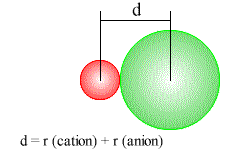 d
d = r (cation) + r (anion)